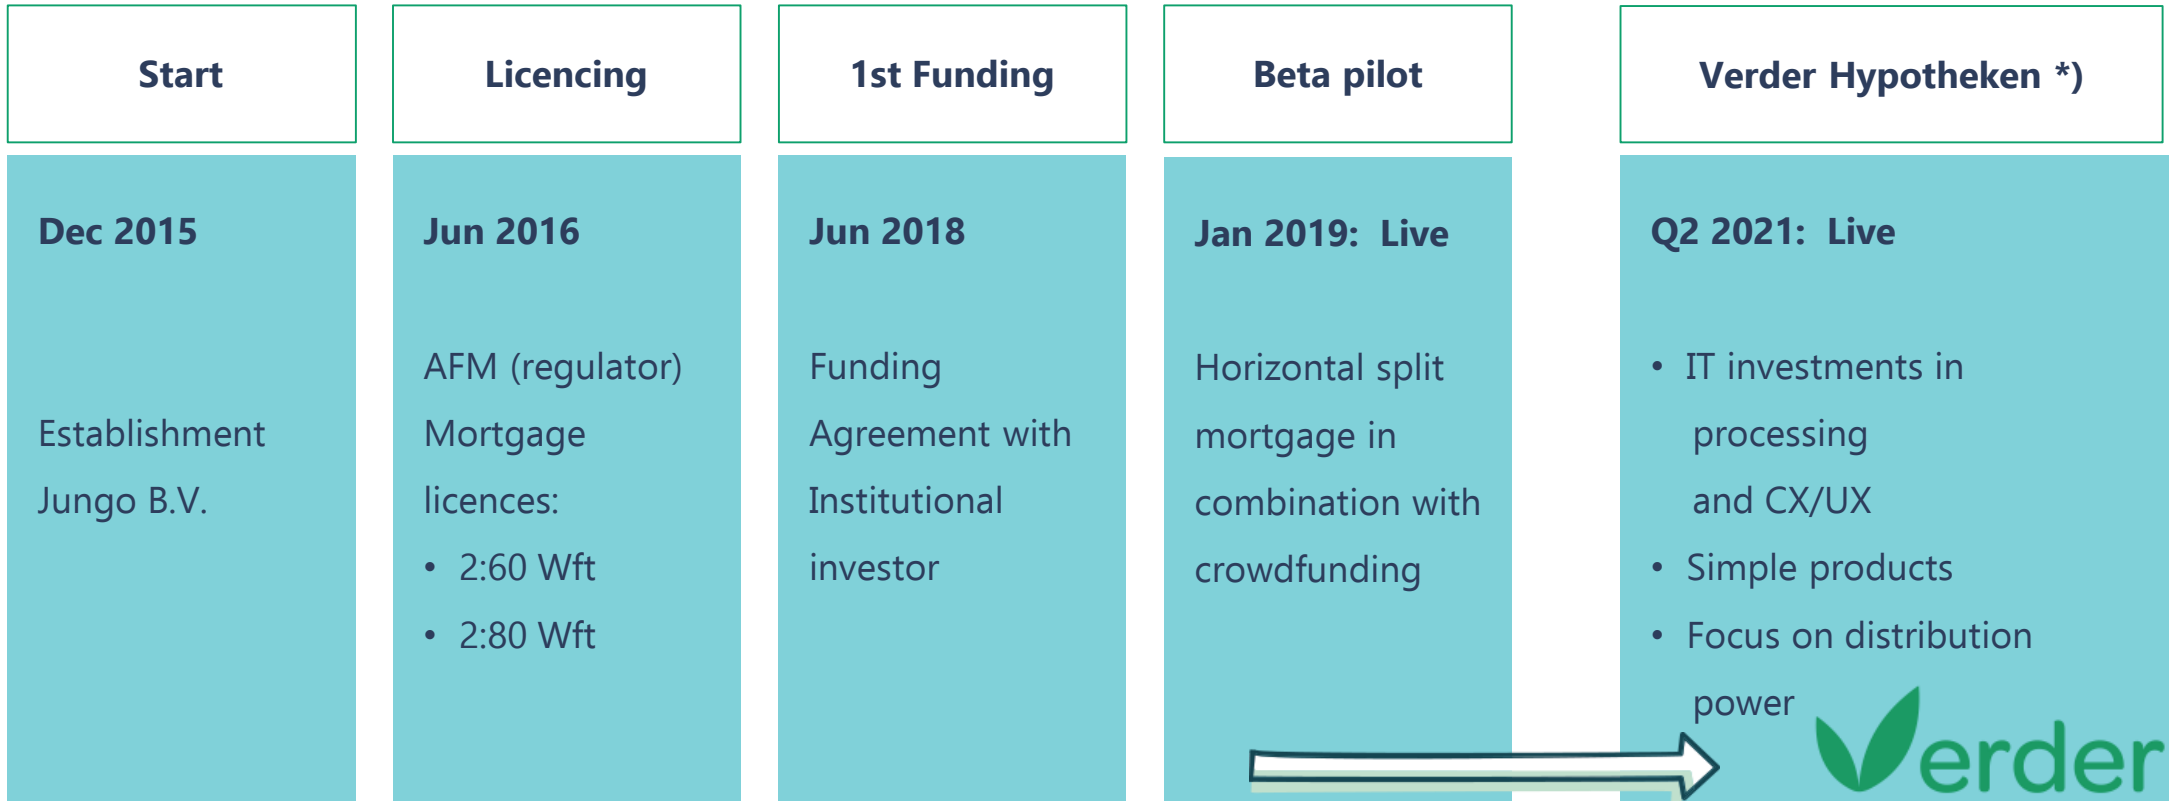 Start
Dec 2015
Establishment
Jungo B.V.
Licencing
Jun 2016
AFM (regulator)
Mortgage
licences:
• 2:60 Wft
• 2:80 Wft
1st Funding
Jun 2018
Funding
Agreement with
Institutional
investor
Beta pilot
Jan 2019: Live
Horizontal split
mortgage in
combination with
crowdfunding
Verder Hypotheken *)
Q2 2021: Live
• IT investments in
processing
and CX/UX
• Simple products
• Focus on distribution
power
Verder